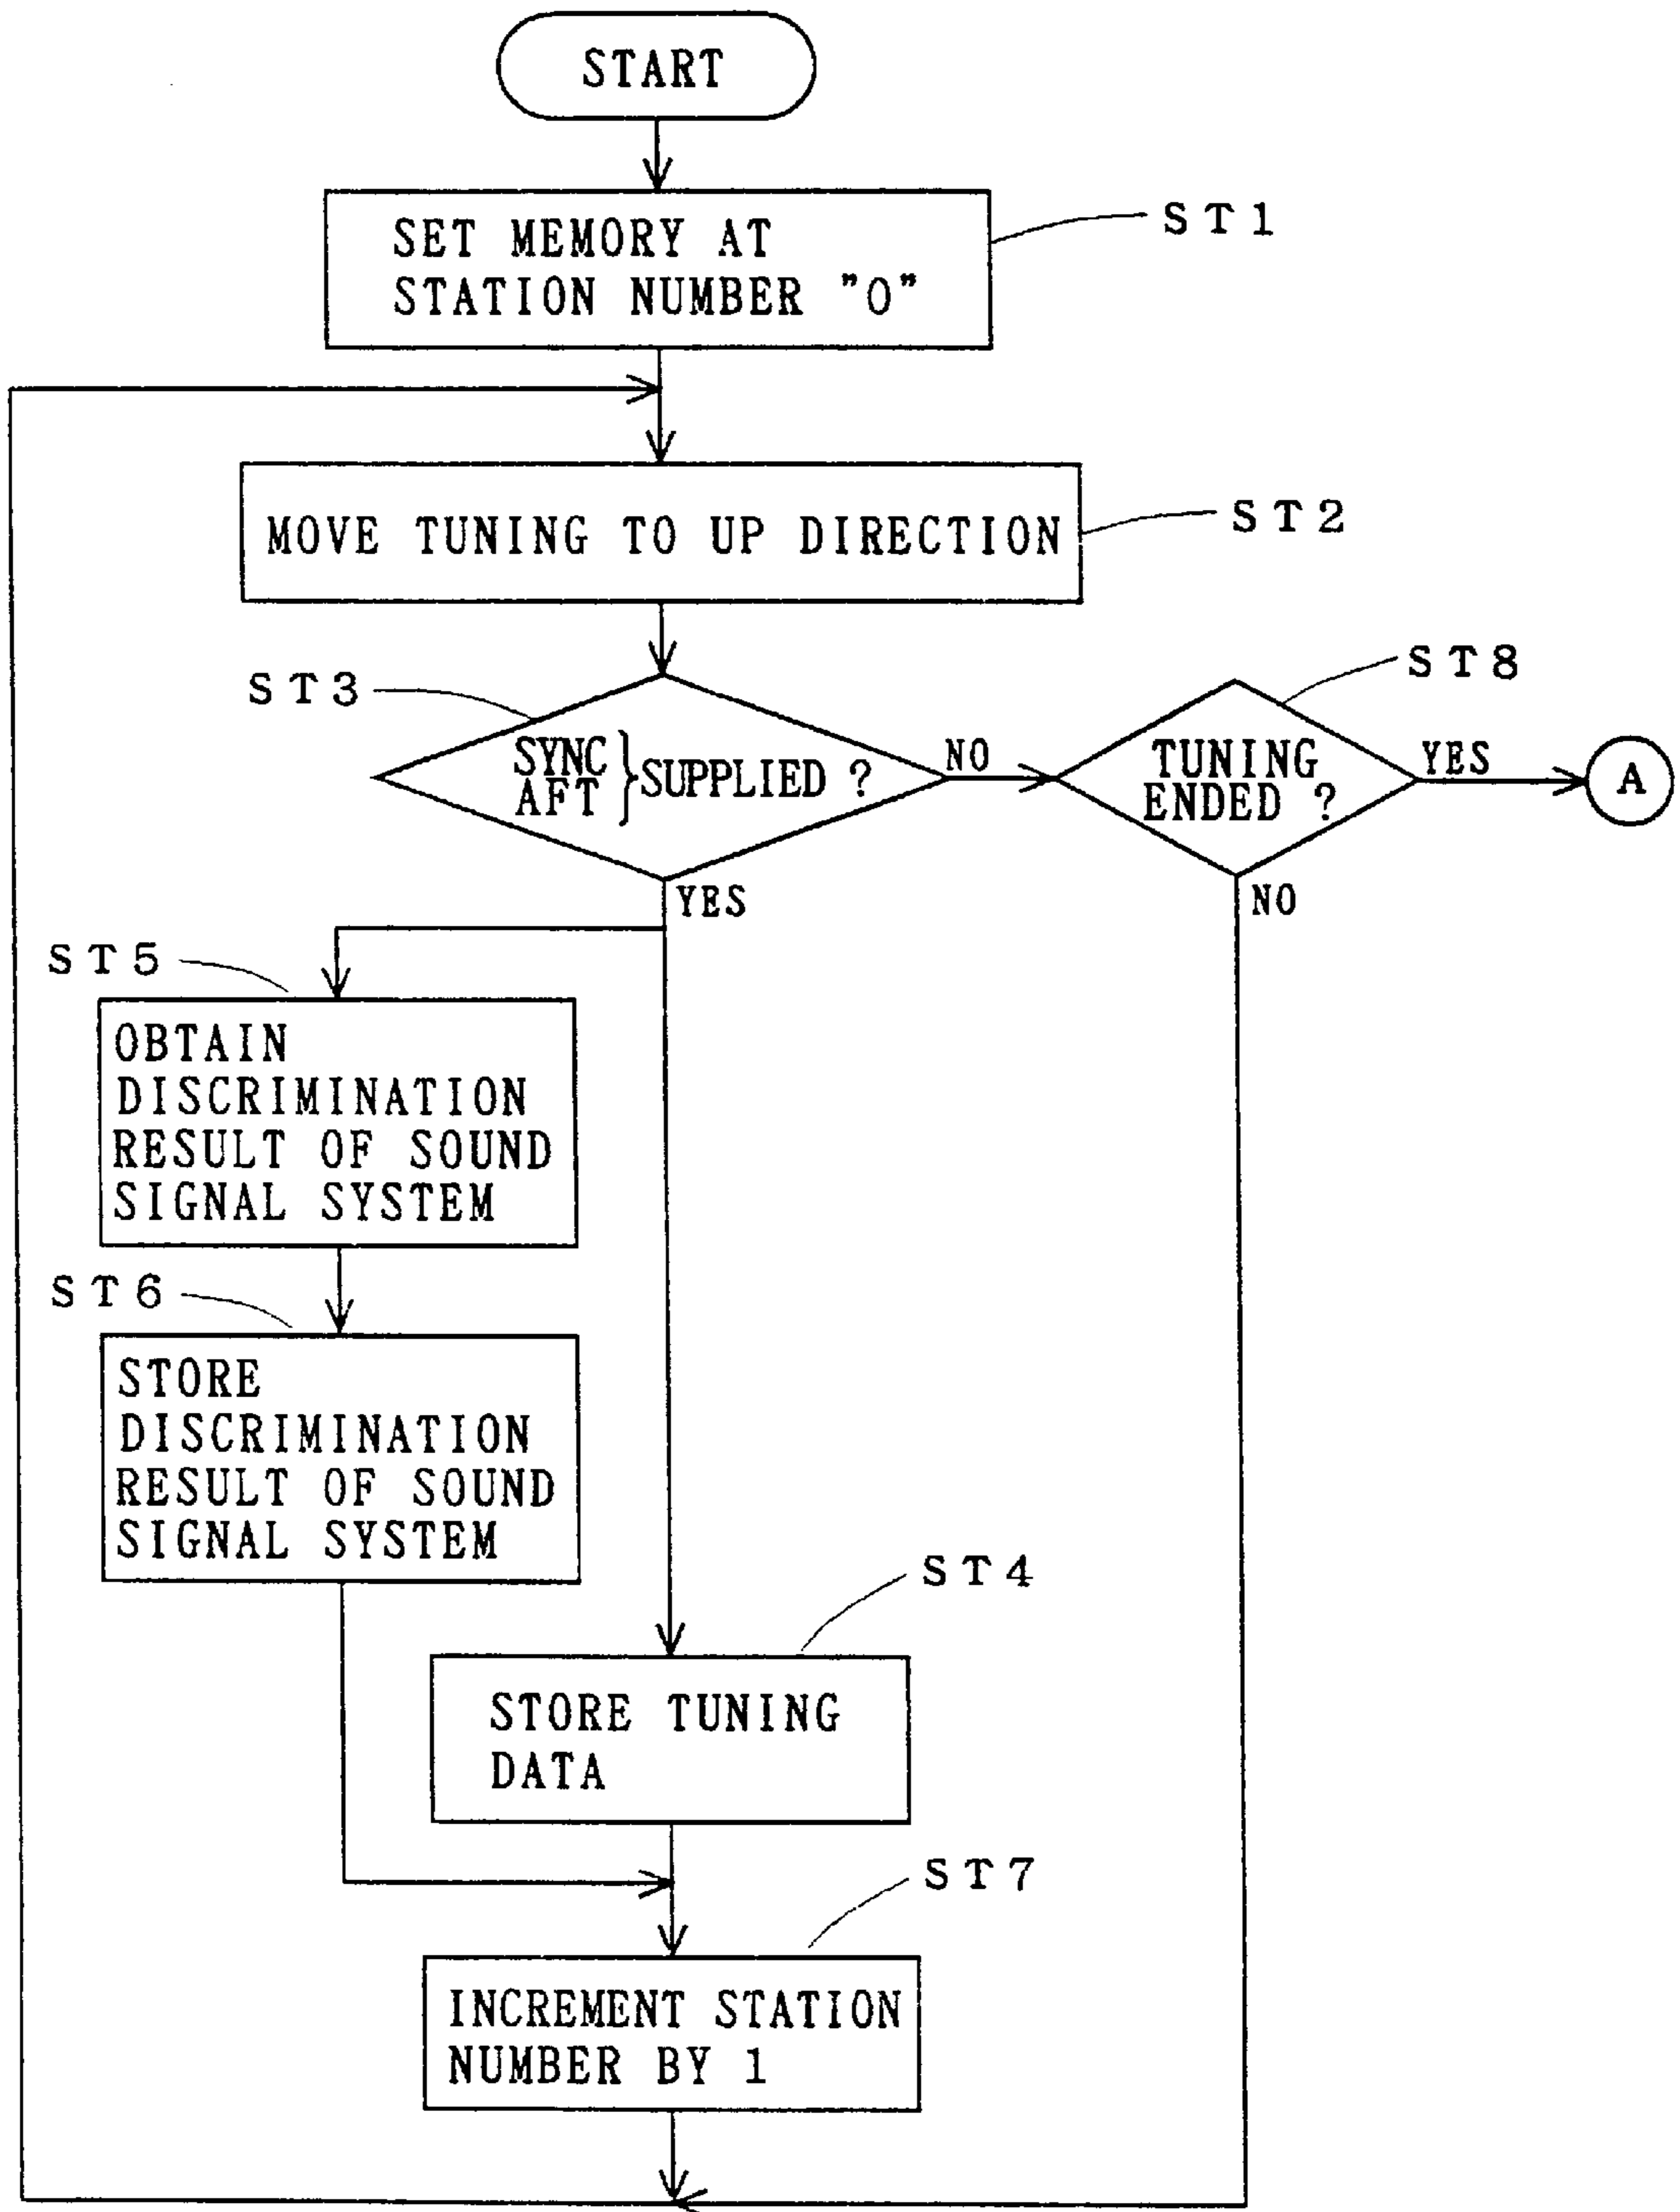 START
SET MEMORY AT
STATION NUMBER "0"
ST1
MOVE TUNING TO UP DIRECTION
ST2
ST3
SYNC
AFT
} SUPPLIED ?
NO
YES
ST8
TUNING
ENDED ?
YES
A
NO
ST5
OBTAIN
DISCRIMINATION
RESULT OF SOUND
SIGNAL SYSTEM
ST6
STORE
DISCRIMINATION
RESULT OF SOUND
SIGNAL SYSTEM
ST4
STORE TUNING
DATA
ST7
INCREMENT STATION
NUMBER BY 1